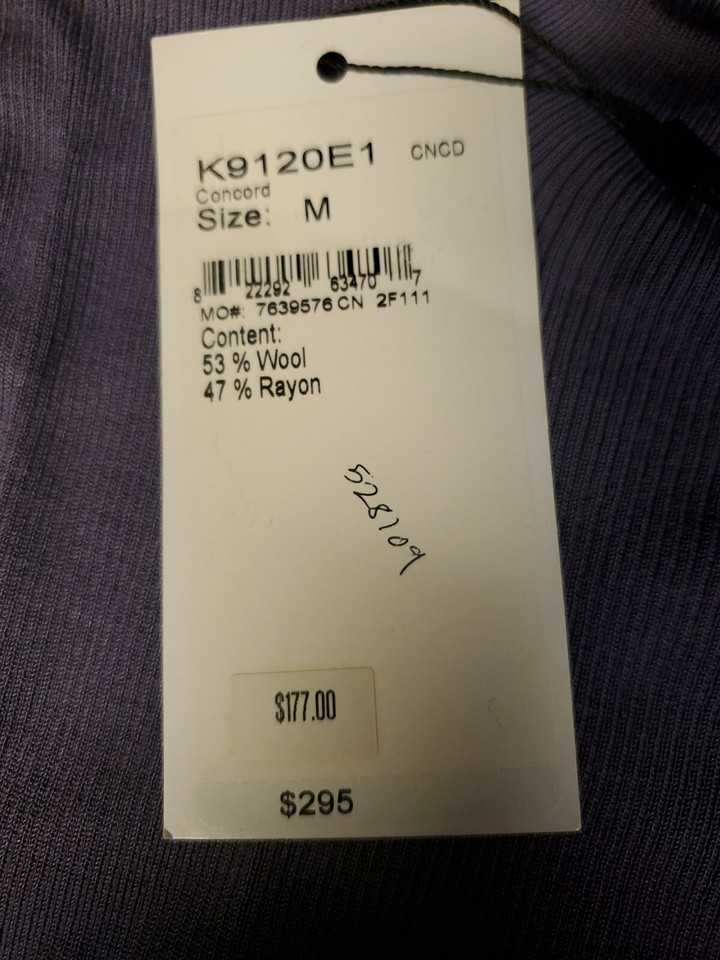 K9120E1 CNCD
Concord
Size: M
8 22292 63470 7
MO#: 7639576 CN 2F111
Content:
53 % Wool
47 % Rayon
528109
$177.00
$295